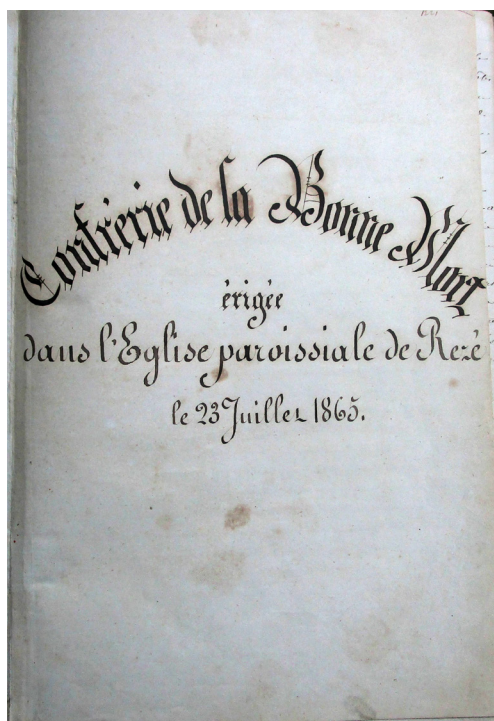 Confrérie de la Bonne Mort
érigée
dans l'Eglise paroissiale de Rezé
le 23 Juillet 1865.